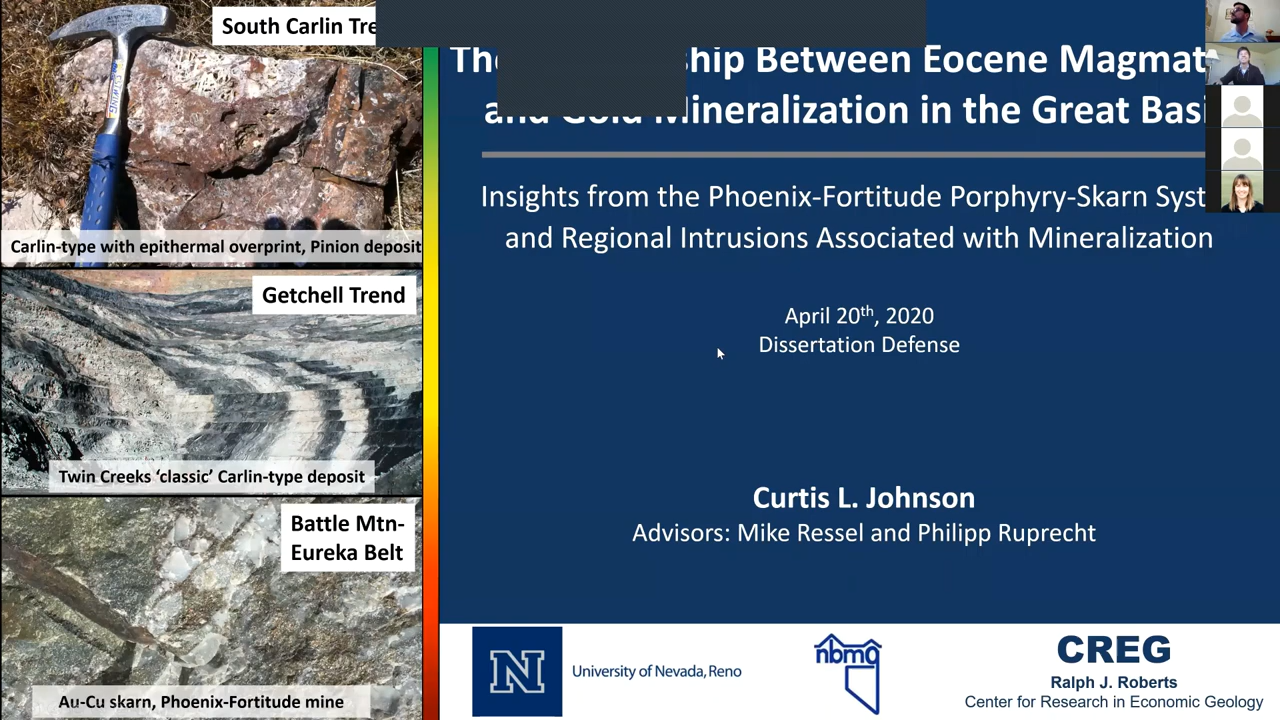 South Carlin Tre
Carlin-type with epithermal overprint, Pinion deposit
Getchell Trend
Twin Creeks ‘classic’ Carlin-type deposit
Battle Mtn-
Eureka Belt
Au-Cu skarn, Phoenix-Fortitude mine
The ship Between Eocene Magmat
and Gold Mineralization in the Great Basi
Insights from the Phoenix-Fortitude Porphyry-Skarn Syst
and Regional Intrusions Associated with Mineralization
April 20th, 2020
Dissertation Defense
Curtis L. Johnson
Advisors: Mike Ressel and Philipp Ruprecht
N
University of Nevada, Reno
nbmg
CREG
Ralph J. Roberts
Center for Research in Economic Geology